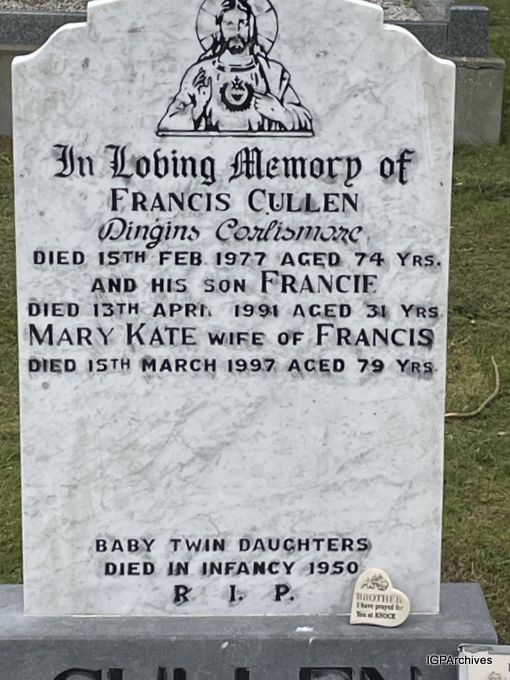 In Loving Memory of
FRANCIS CULLEN
Dingins Corlismore
DIED 15TH FEB 1977 AGED 74 YRS.
AND HIS SON FRANCIE
DIED 13TH APRIL 1991 AGED 31 YRS
MARY KATE WIFE OF FRANCIS
DIED 15TH MARCH 1997 AGED 79 YRS.
BABY TWIN DAUGHTERS
DIED IN INFANCY 1950
R. I. P.
BROTHER
I have prayed for
You at KNOCK
CULLEN
IGPArchives